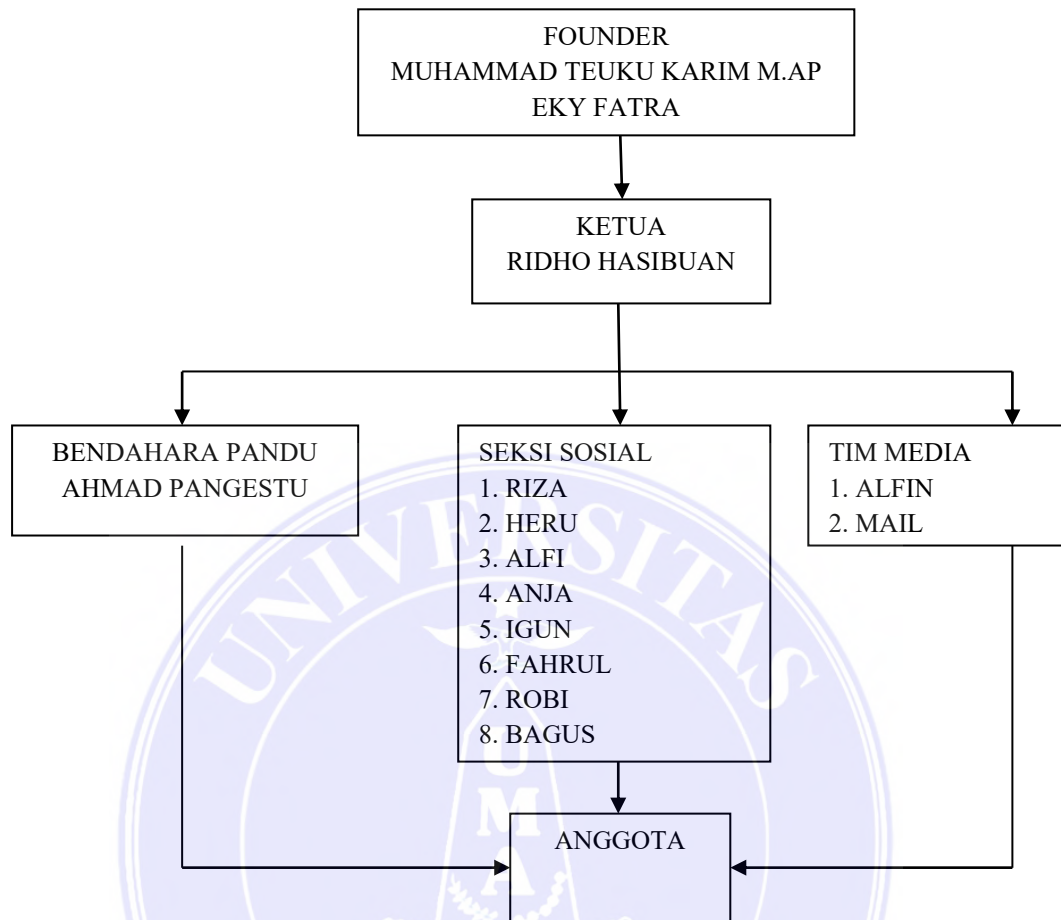 FOUNDER
MUHAMMAD TEUKU KARIM M.AP
EKY FATRA
KETUA
RIDHO HASIBUAN
BENDAHARA PANDU
AHMAD PANGESTU
SEKSI SOSIAL
1. RIZA
2. HERU
3. ALFI
4. ANJA
5. IGUN
6. FAHRUL
7. ROBI
8. BAGUS
TIM MEDIA
1. ALFIN
2. MAIL
ANGGOTA
UNIVERSITAS
UMA